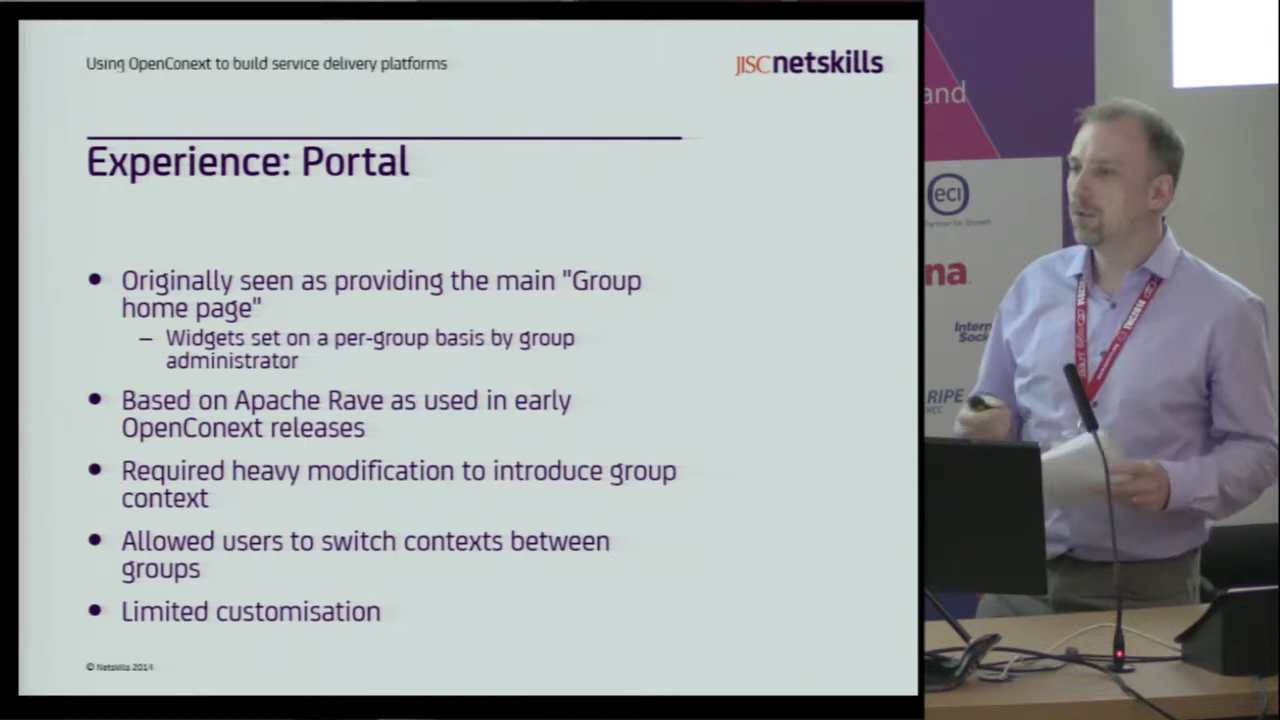 Using OpenConext to build service delivery platforms
JISC netskills
Experience: Portal
• Originally seen as providing the main "Group
home page"
– Widgets set on a per-group basis by group
administrator
• Based on Apache Rave as used in early
OpenConext releases
• Required heavy modification to introduce group
context
• Allowed users to switch contexts between
groups
• Limited customisation
© Netskills 2014
and
eci
na
RIPE